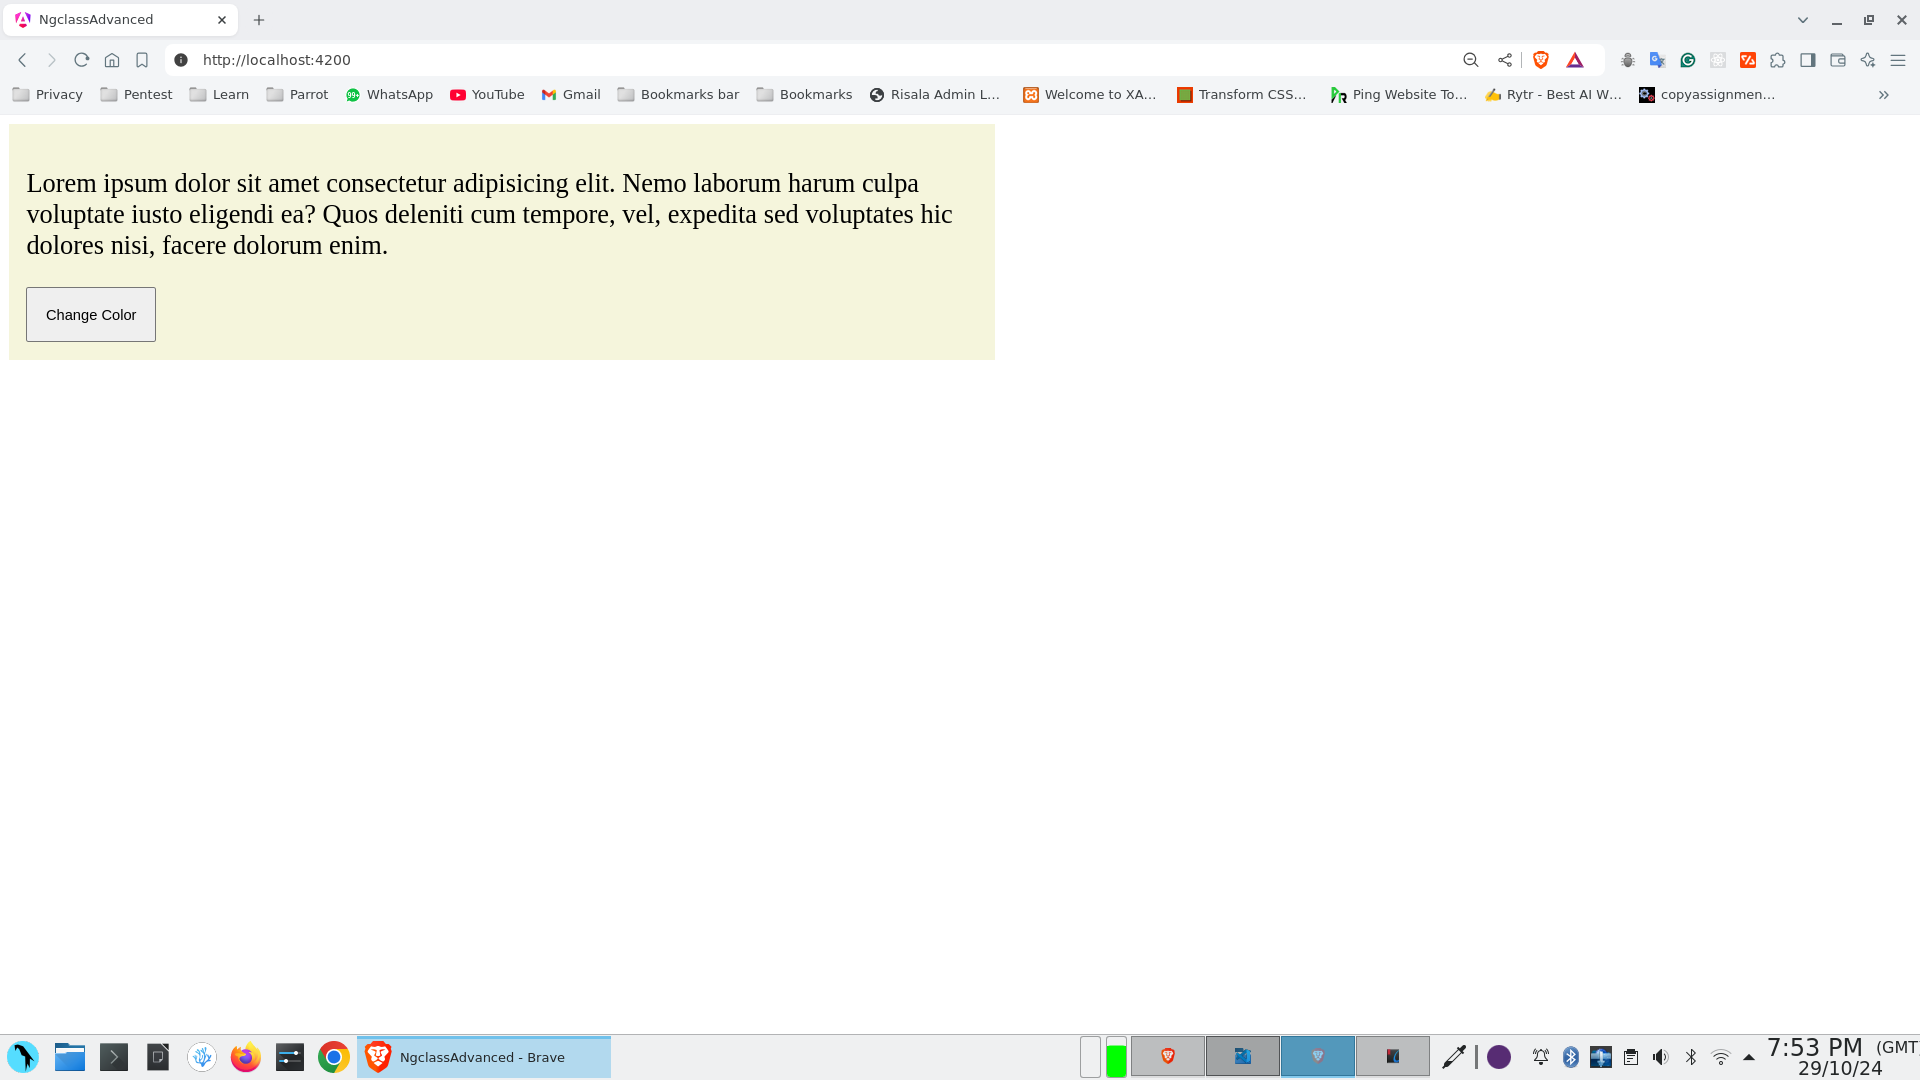 NgclassAdvanced
http://localhost:4200
Privacy Pentest Learn Parrot WhatsApp YouTube Gmail Bookmarks bar Bookmarks Risala Admin L... Welcome to XA... Transform CSS... Ping Website To... Rytr - Best AI W... copyassignmen...
Lorem ipsum dolor sit amet consectetur adipisicing elit. Nemo laborum harum culpa
voluptate iusto eligendi ea? Quos deleniti cum tempore, vel, expedita sed voluptates hic
dolores nisi, facere dolorum enim.
Change Color
NgclassAdvanced - Brave
7:53 PM (GMT
29/10/24